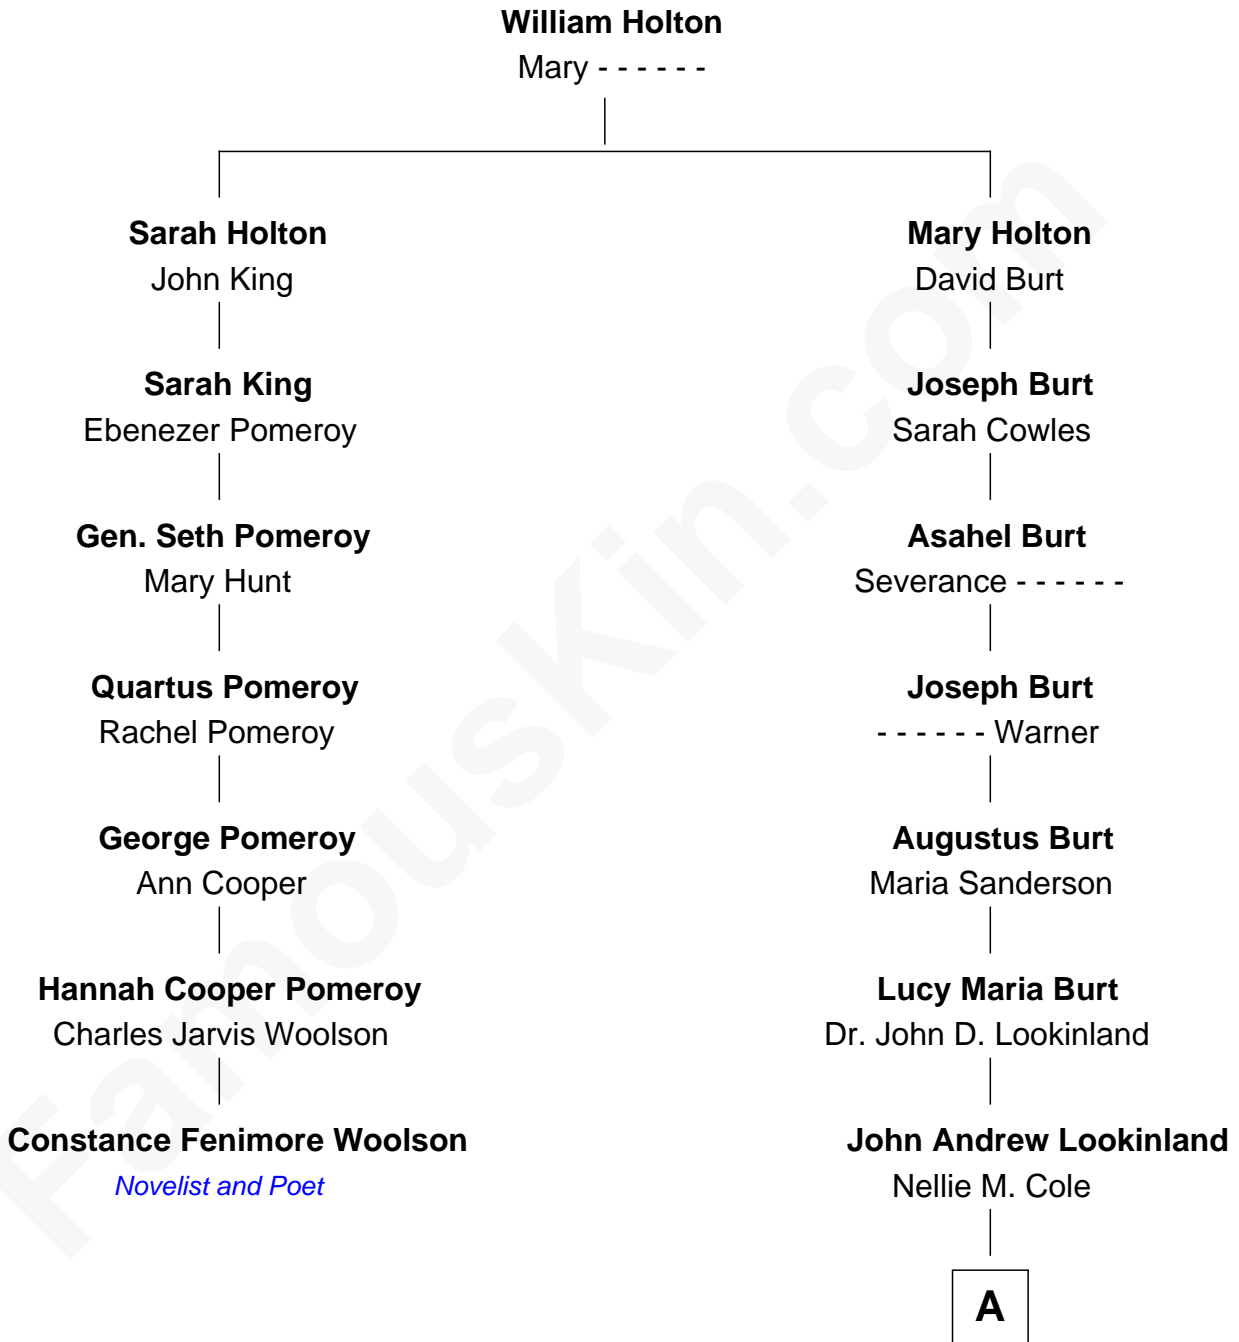 William Holton
Mary - - - - - -
Sarah Holton
John King
Mary Holton
David Burt
Sarah King
Ebenezer Pomeroy
Joseph Burt
Sarah Cowles
Gen. Seth Pomeroy
Mary Hunt
Asahel Burt
Severance - - - - - -
Quartus Pomeroy
Rachel Pomeroy
Joseph Burt
- - - - - - Warner
George Pomeroy
Ann Cooper
Augustus Burt
Maria Sanderson
Hannah Cooper Pomeroy
Charles Jarvis Woolson
Lucy Maria Burt
Dr. John D. Lookinland
Constance Fenimore Woolson
Novelist and Poet
John Andrew Lookinland
Nellie M. Cole
A
FamousKin.com